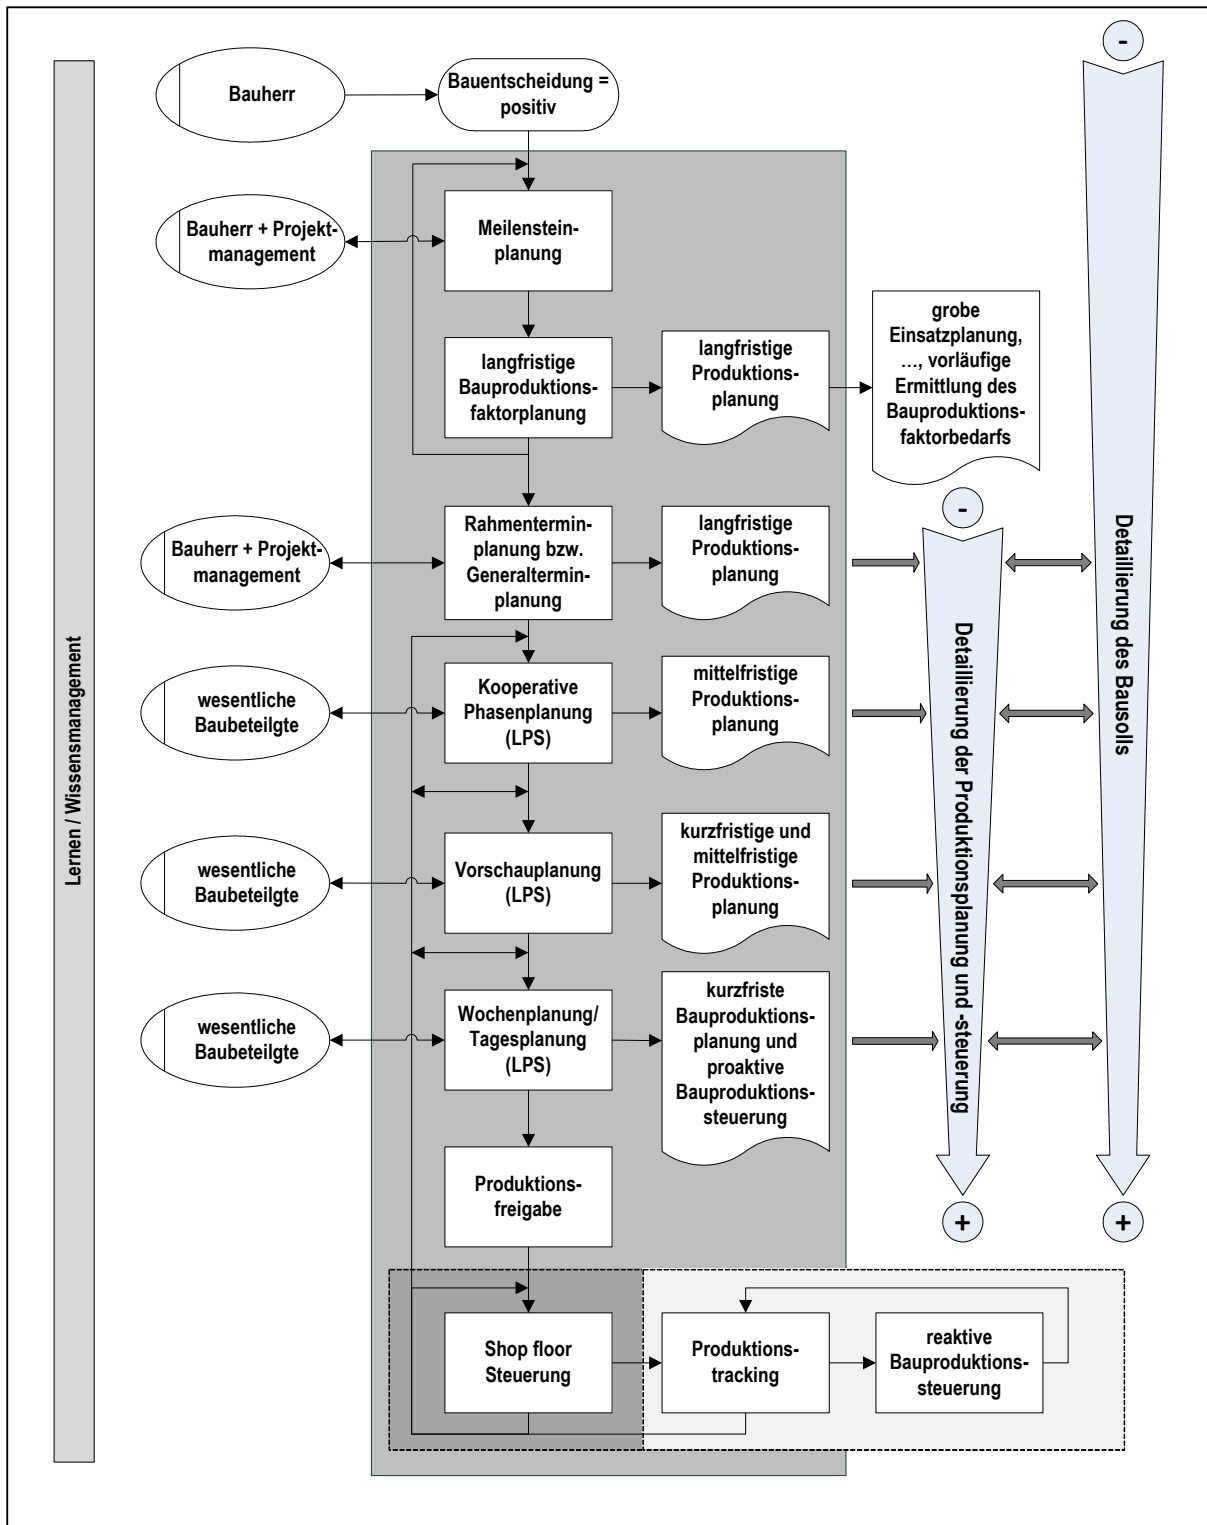 -
Bauherr
Bauentscheidung =
positiv
Bauherr + Projekt-
management
Meilenstein-
planung
langfristige
Bauproduktions-
faktorplanung
langfristige
Produktions-
planung
grobe
Einsatzplanung,
..., vorläufige
Ermittlung des
Bauproduktions-
faktorbedarfs
-
Bauherr + Projekt-
management
Rahmentermin-
planung bzw.
Generaltermin-
planung
langfristige
Produktions-
planung
wesentliche
Baubeteilgte
Kooperative
Phasenplanung
(LPS)
mittelfristige
Produktions-
planung
wesentliche
Baubeteilgte
Vorschauplanung
(LPS)
kurzfristige und
mittelfristige
Produktions-
planung
wesentliche
Baubeteilgte
Wochenplanung/
Tagesplanung
(LPS)
kurzfriste
Bauproduktions-
planung und
proaktive
Bauproduktions-
steuerung
Produktions-
freigabe
+
+
Shop floor
Steuerung
Produktions-
tracking
reaktive
Bauproduktions-
steuerung
Lernen / Wissensmanagement
Detaillierung der Produktionsplanung und -steuerung
Detaillierung des Bausolls